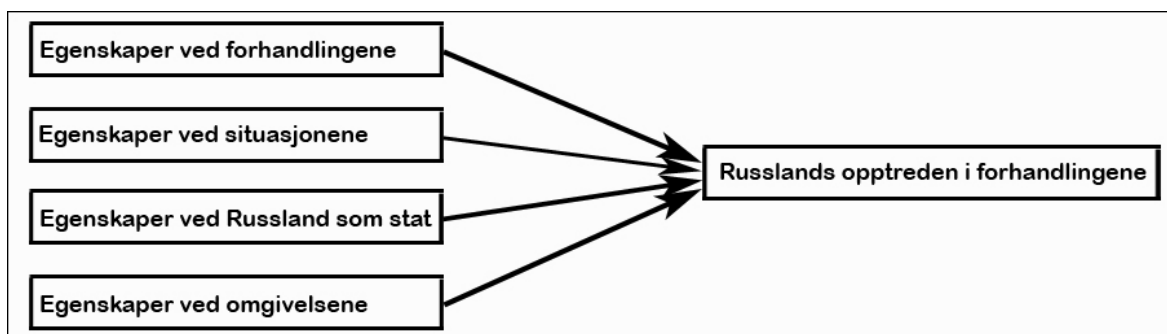 Egenskaper ved forhandlingene
Egenskaper ved situasjonene
Egenskaper ved Russland som stat
Egenskaper ved omgivelsene
Russlands opptreden i forhandlingene